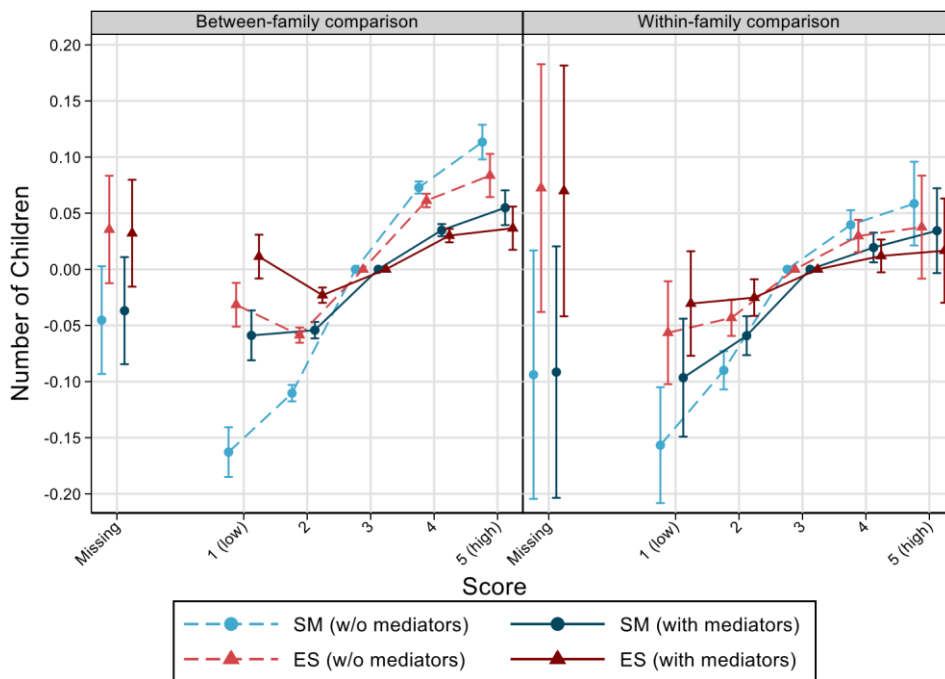 Between-family comparison
Within-family comparison
Number of Children
0.20
0.15
0.10
0.05
0.00
-0.05
-0.10
-0.15
-0.20
Missing
1 (low)
2
3
4
5 (high)
Missing
1 (low)
2
3
4
5 (high)
Score
SM (w/o mediators)
SM (with mediators)
ES (w/o mediators)
ES (with mediators)